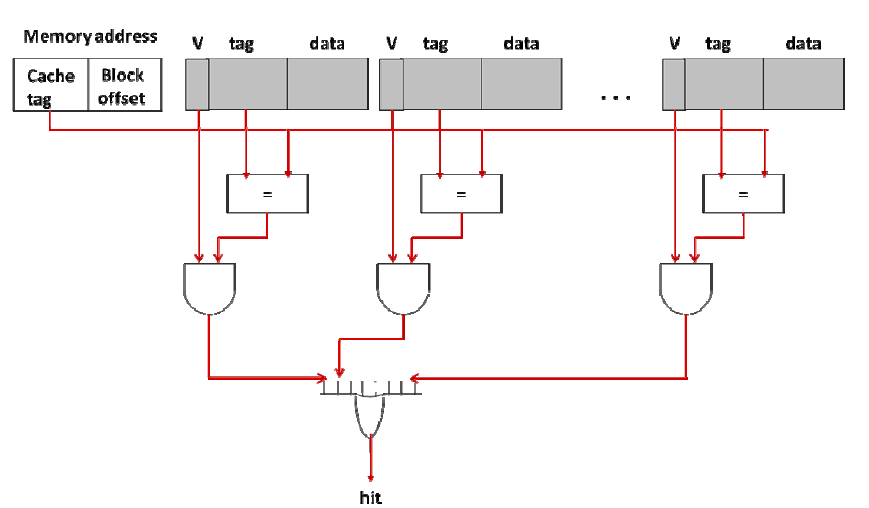 Memory address
V tag data V tag data V tag data
Cache tag
Block offset
...
= = =
hit